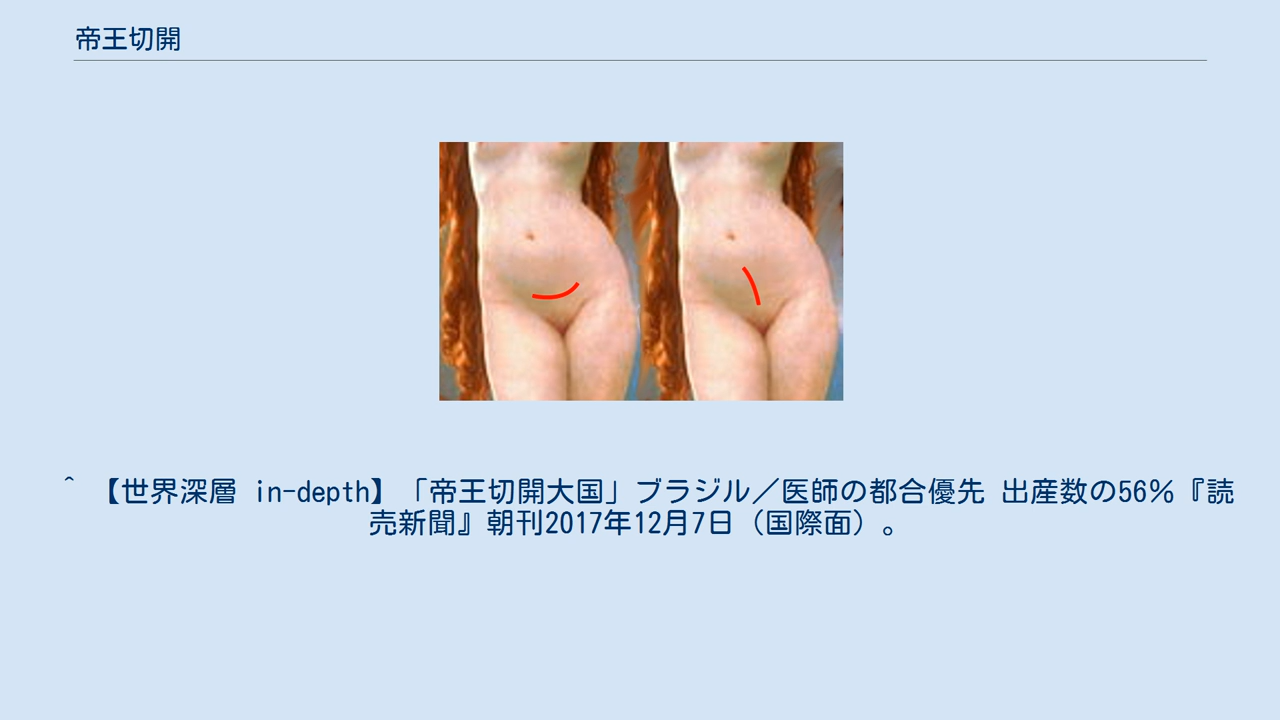 帝王切開
^ 【世界深層 in-depth】「帝王切開大国」ブラジル／医師の都合優先 出産数の56％『読
売新聞』朝刊2017年12月7日（国際面）。